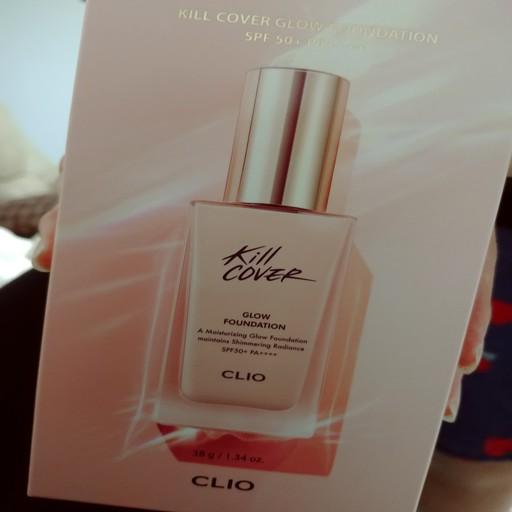 KILL COVER GLOW FOUNDATION
SPF 50+
Kill
COVER
GLOW
FOUNDATION
A Moisturizing Glow Foundation
maintains Shimmering Radiance
SPF50+ PA++++
CLIO
38 g / 1.34 oz.
CLIO